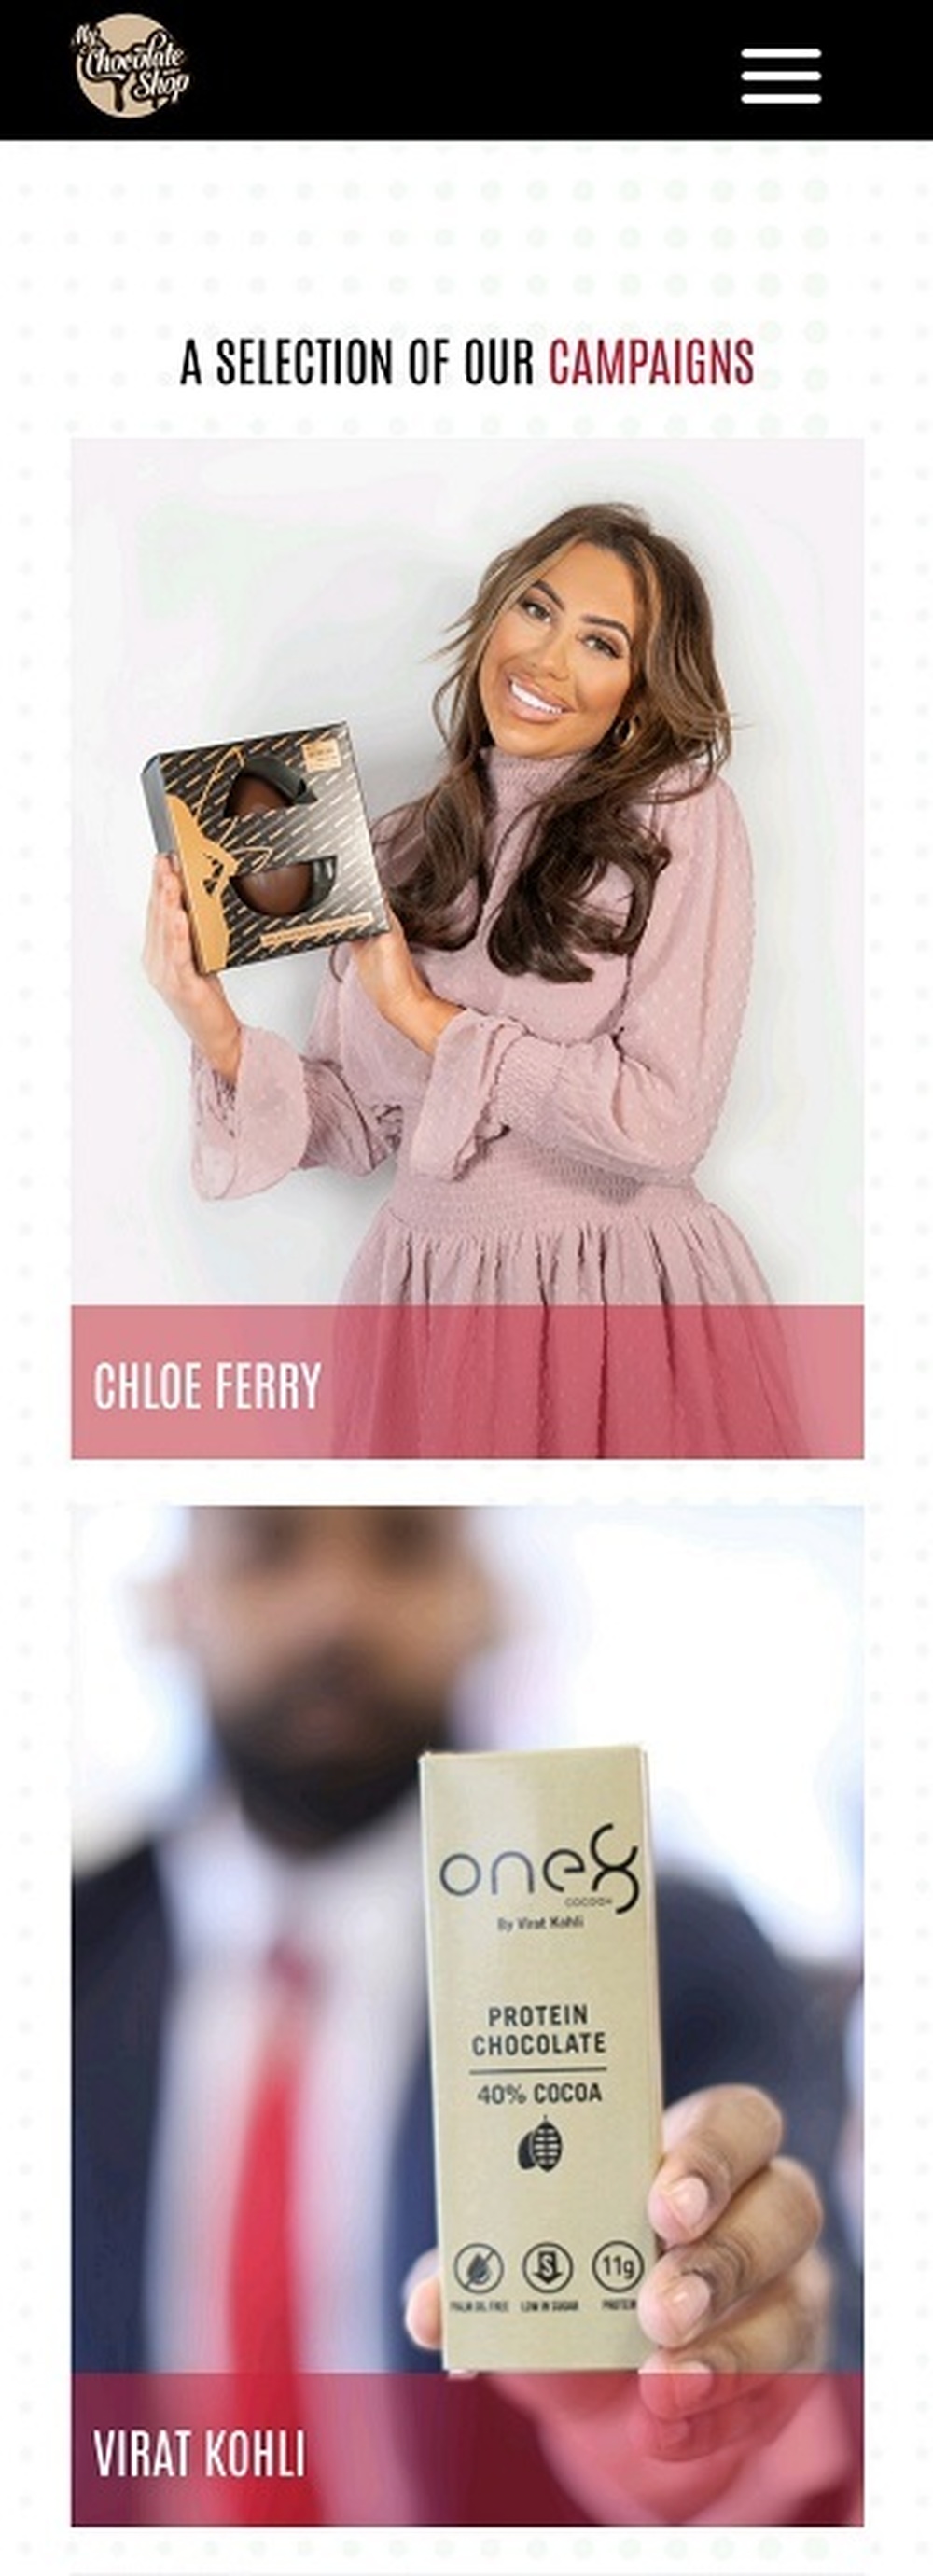 My
Chocolate
Shop
A SELECTION OF OUR CAMPAIGNS
CHLOE FERRY
one8
COCOON
By Virat Kohli
PROTEIN
CHOCOLATE
40% COCOA
11g
PALM OIL FREE LOW IN SUGAR PROTEIN
VIRAT KOHLI